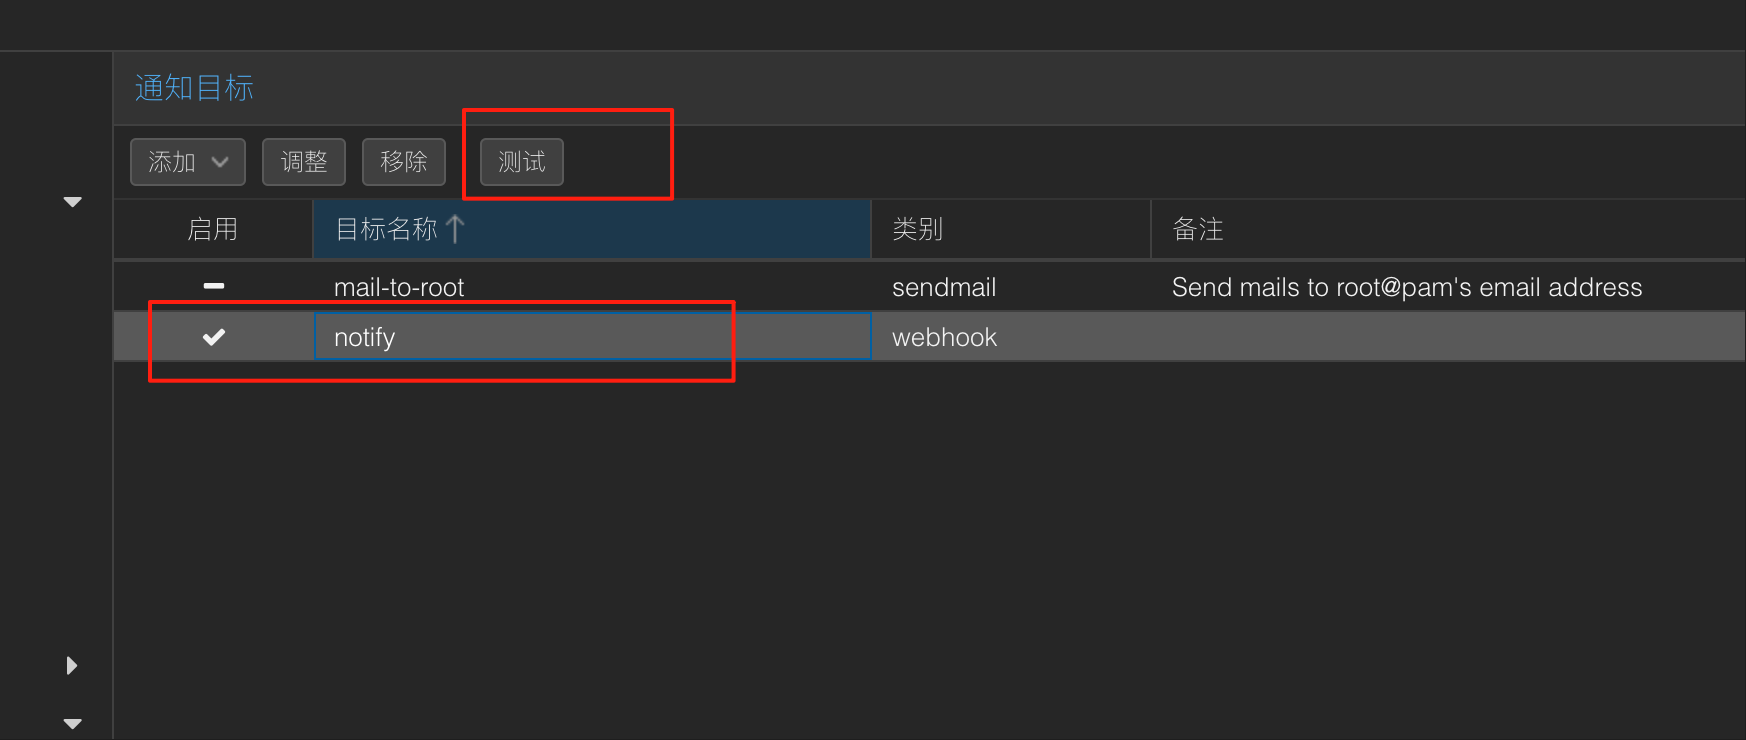 通知目标
添加 调整 移除 测试
启用 目标名称 类别 备注
mail-to-root sendmail Send mails to root@pam's email address
notify webhook